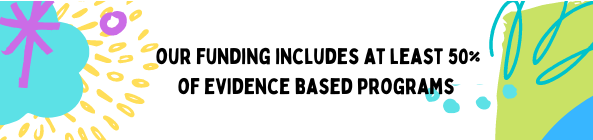 OUR FUNDING INCLUDES AT LEAST 50%
OF EVIDENCE BASED PROGRAMS